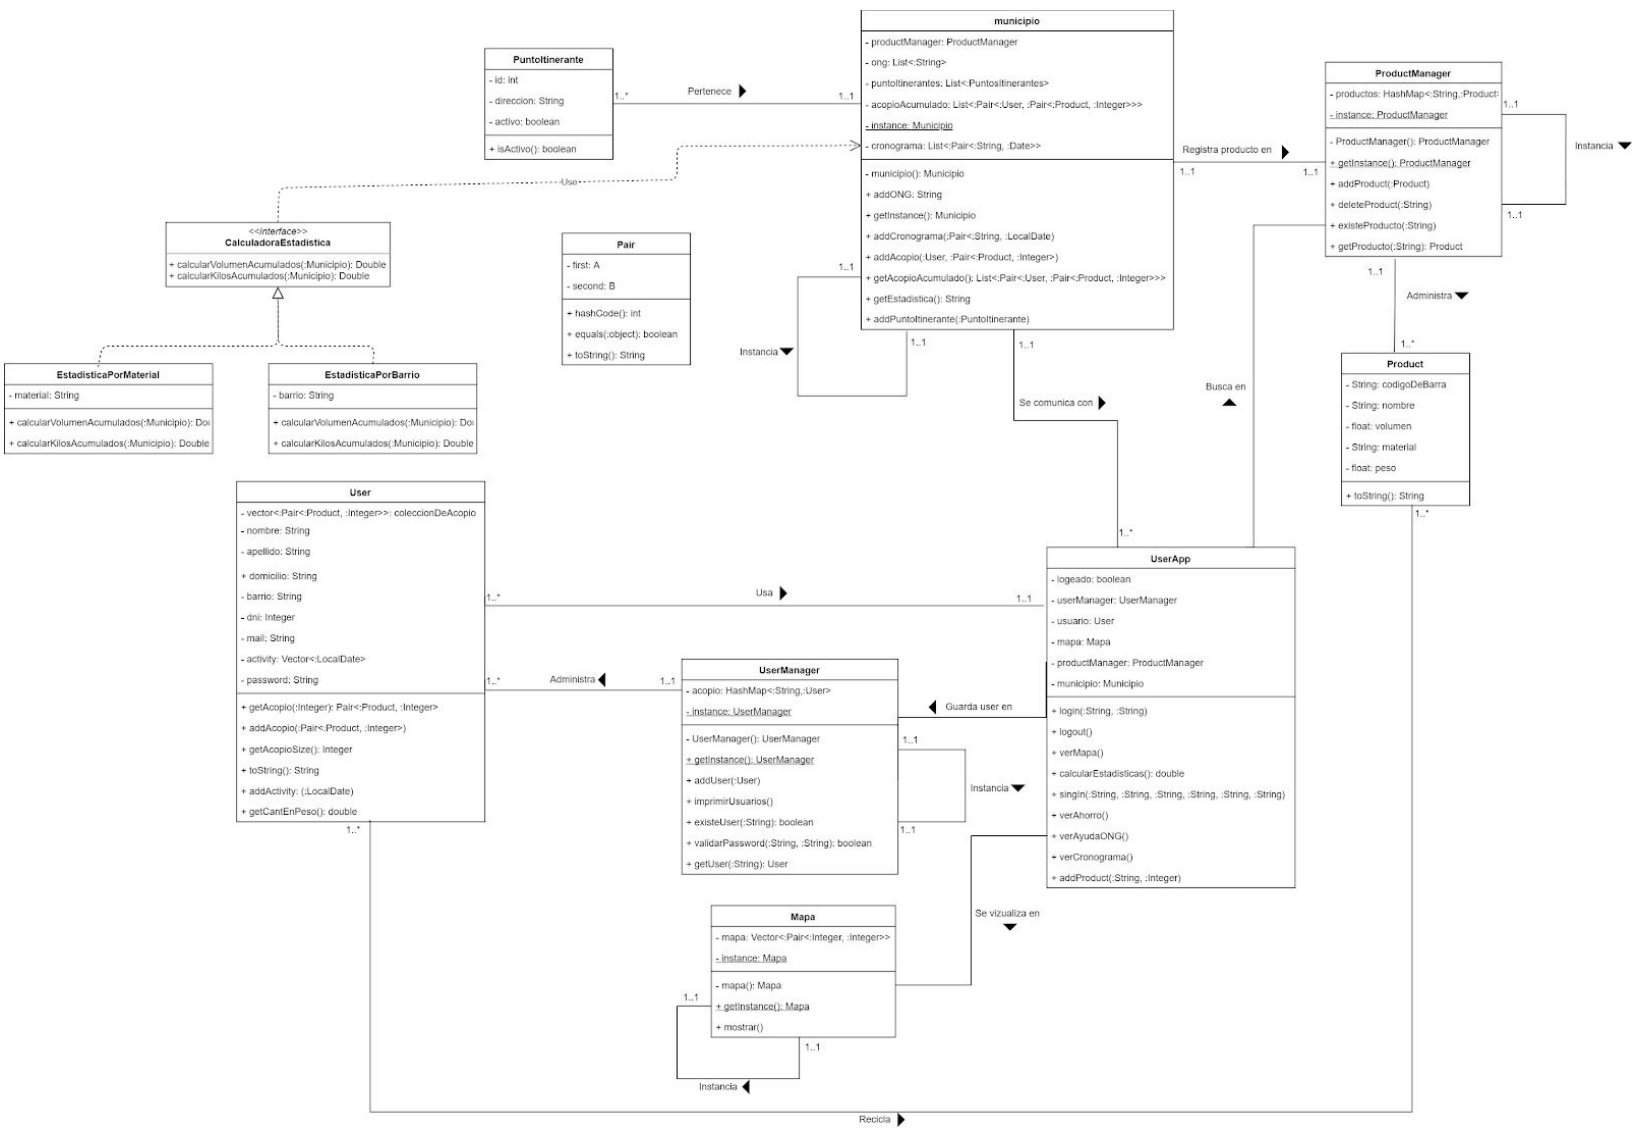 municipio
- productManager: ProductManager
- ong: List<:String>
- puntoItinerantes: List<:PuntosItinerantes>
- acopioAcumulado: List<:Pair<:User, :Pair<:Product, :Integer>>>
- instance: Municipio
- cronograma: List<:Pair<:String, :Date>>
- municipio(): Municipio
+ addONG: String
+ getInstance(): Municipio
+ addCronograma(:Pair<:String, :LocalDate)
+ addAcopio(:User, :Pair<:Product, :Integer>)
+ getAcopioAcumulado(): List<:Pair<:User, :Pair<:Product, :Integer>>>
+ getEstadistica(): String
+ addPuntoItinerante(:PuntoItinerante)
PuntoItinerante
- id: int
- direccion: String
- activo: boolean
+ isActivo(): boolean
1..*
Pertenece
1..1
ProductManager
- productos: HashMap<:String,:Product>
- instance: ProductManager
- ProductManager(): ProductManager
+ getInstance(): ProductManager
+ addProduct(:Product)
+ deleteProduct(:String)
+ existeProducto(:String)
+ getProducto(:String): Product
1..1
Instancia
1..1
Registra producto en
1..1
1..1
Use
<<interface>>
CalculadoraEstadistica
+ calcularVolumenAcumulados(:Municipio): Double
+ calcularKilosAcumulados(:Municipio): Double
Pair
- first: A
- second: B
+ hashCode(): int
+ equals(:object): boolean
+ toString(): String
1..1
Instancia
1..1
1..1
Se comunica con
1..*
1..1
Administra
1..*
Busca en
EstadisticaPorMaterial
- material: String
+ calcularVolumenAcumulados(:Municipio): Do
+ calcularKilosAcumulados(:Municipio): Double
EstadisticaPorBarrio
- barrio: String
+ calcularVolumenAcumulados(:Municipio): Do
+ calcularKilosAcumulados(:Municipio): Double
Product
- String: codigoDeBarra
- String: nombre
- float: volumen
- String: material
- float: peso
+ toString(): String
1..*
User
- vector<:Pair<:Product, :Integer>>: coleccionDeAcopio
- nombre: String
- apellido: String
+ domicilio: String
- barrio: String
- dni: Integer
- mail: String
- activity: Vector<:LocalDate>
- password: String
+ getAcopio(:Integer): Pair<:Product, :Integer>
+ addAcopio(:Pair<:Product, :Integer>)
+ getAcopioSize(): Integer
+ toString(): String
+ addActivity: (:LocalDate)
+ getCantEnPeso(): double
1..*
1..*
Usa
1..1
1..*
Administra
1..1
UserApp
- logeado: boolean
- userManager: UserManager
- usuario: User
- mapa: Mapa
- productManager: ProductManager
- municipio: Municipio
+ login(:String, :String)
+ logout()
+ verMapa()
+ calcularEstadisticas(): double
+ singIn(:String, :String, :String, :String, :String, :String)
+ verAhorro()
+ verAyudaONG()
+ verCronograma()
+ addProduct(:String, :Integer)
UserManager
- acopio: HashMap<:String,:User>
- instance: UserManager
- UserManager(): UserManager
+ getInstance(): UserManager
+ addUser(:User)
+ imprimirUsuarios()
+ existeUser(:String): boolean
+ validarPassword(:String, :String): boolean
+ getUser(:String): User
Guarda user en
1..1
Instancia
1..1
Se vizualiza en
Mapa
- mapa: Vector<:Pair<:Integer, :Integer>>
- instance: Mapa
- mapa(): Mapa
+ getInstance(): Mapa
+ mostrar()
1..1
1..1
Instancia
Recicla